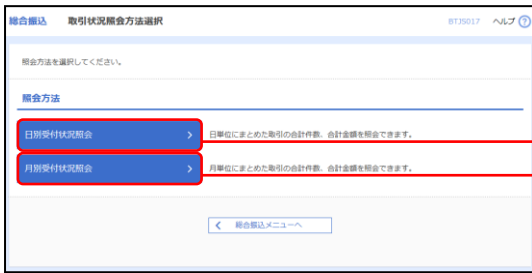 総合振込 取引状況照会方法選択 BTJS017 ヘルプ ?
照会方法を選択してください。
照会方法
日別受付状況照会 > 日単位にまとめた取引の合計件数、合計金額を照会できます。
月別受付状況照会 > 月単位にまとめた取引の合計件数、合計金額を照会できます。
< 総合振込メニューへ